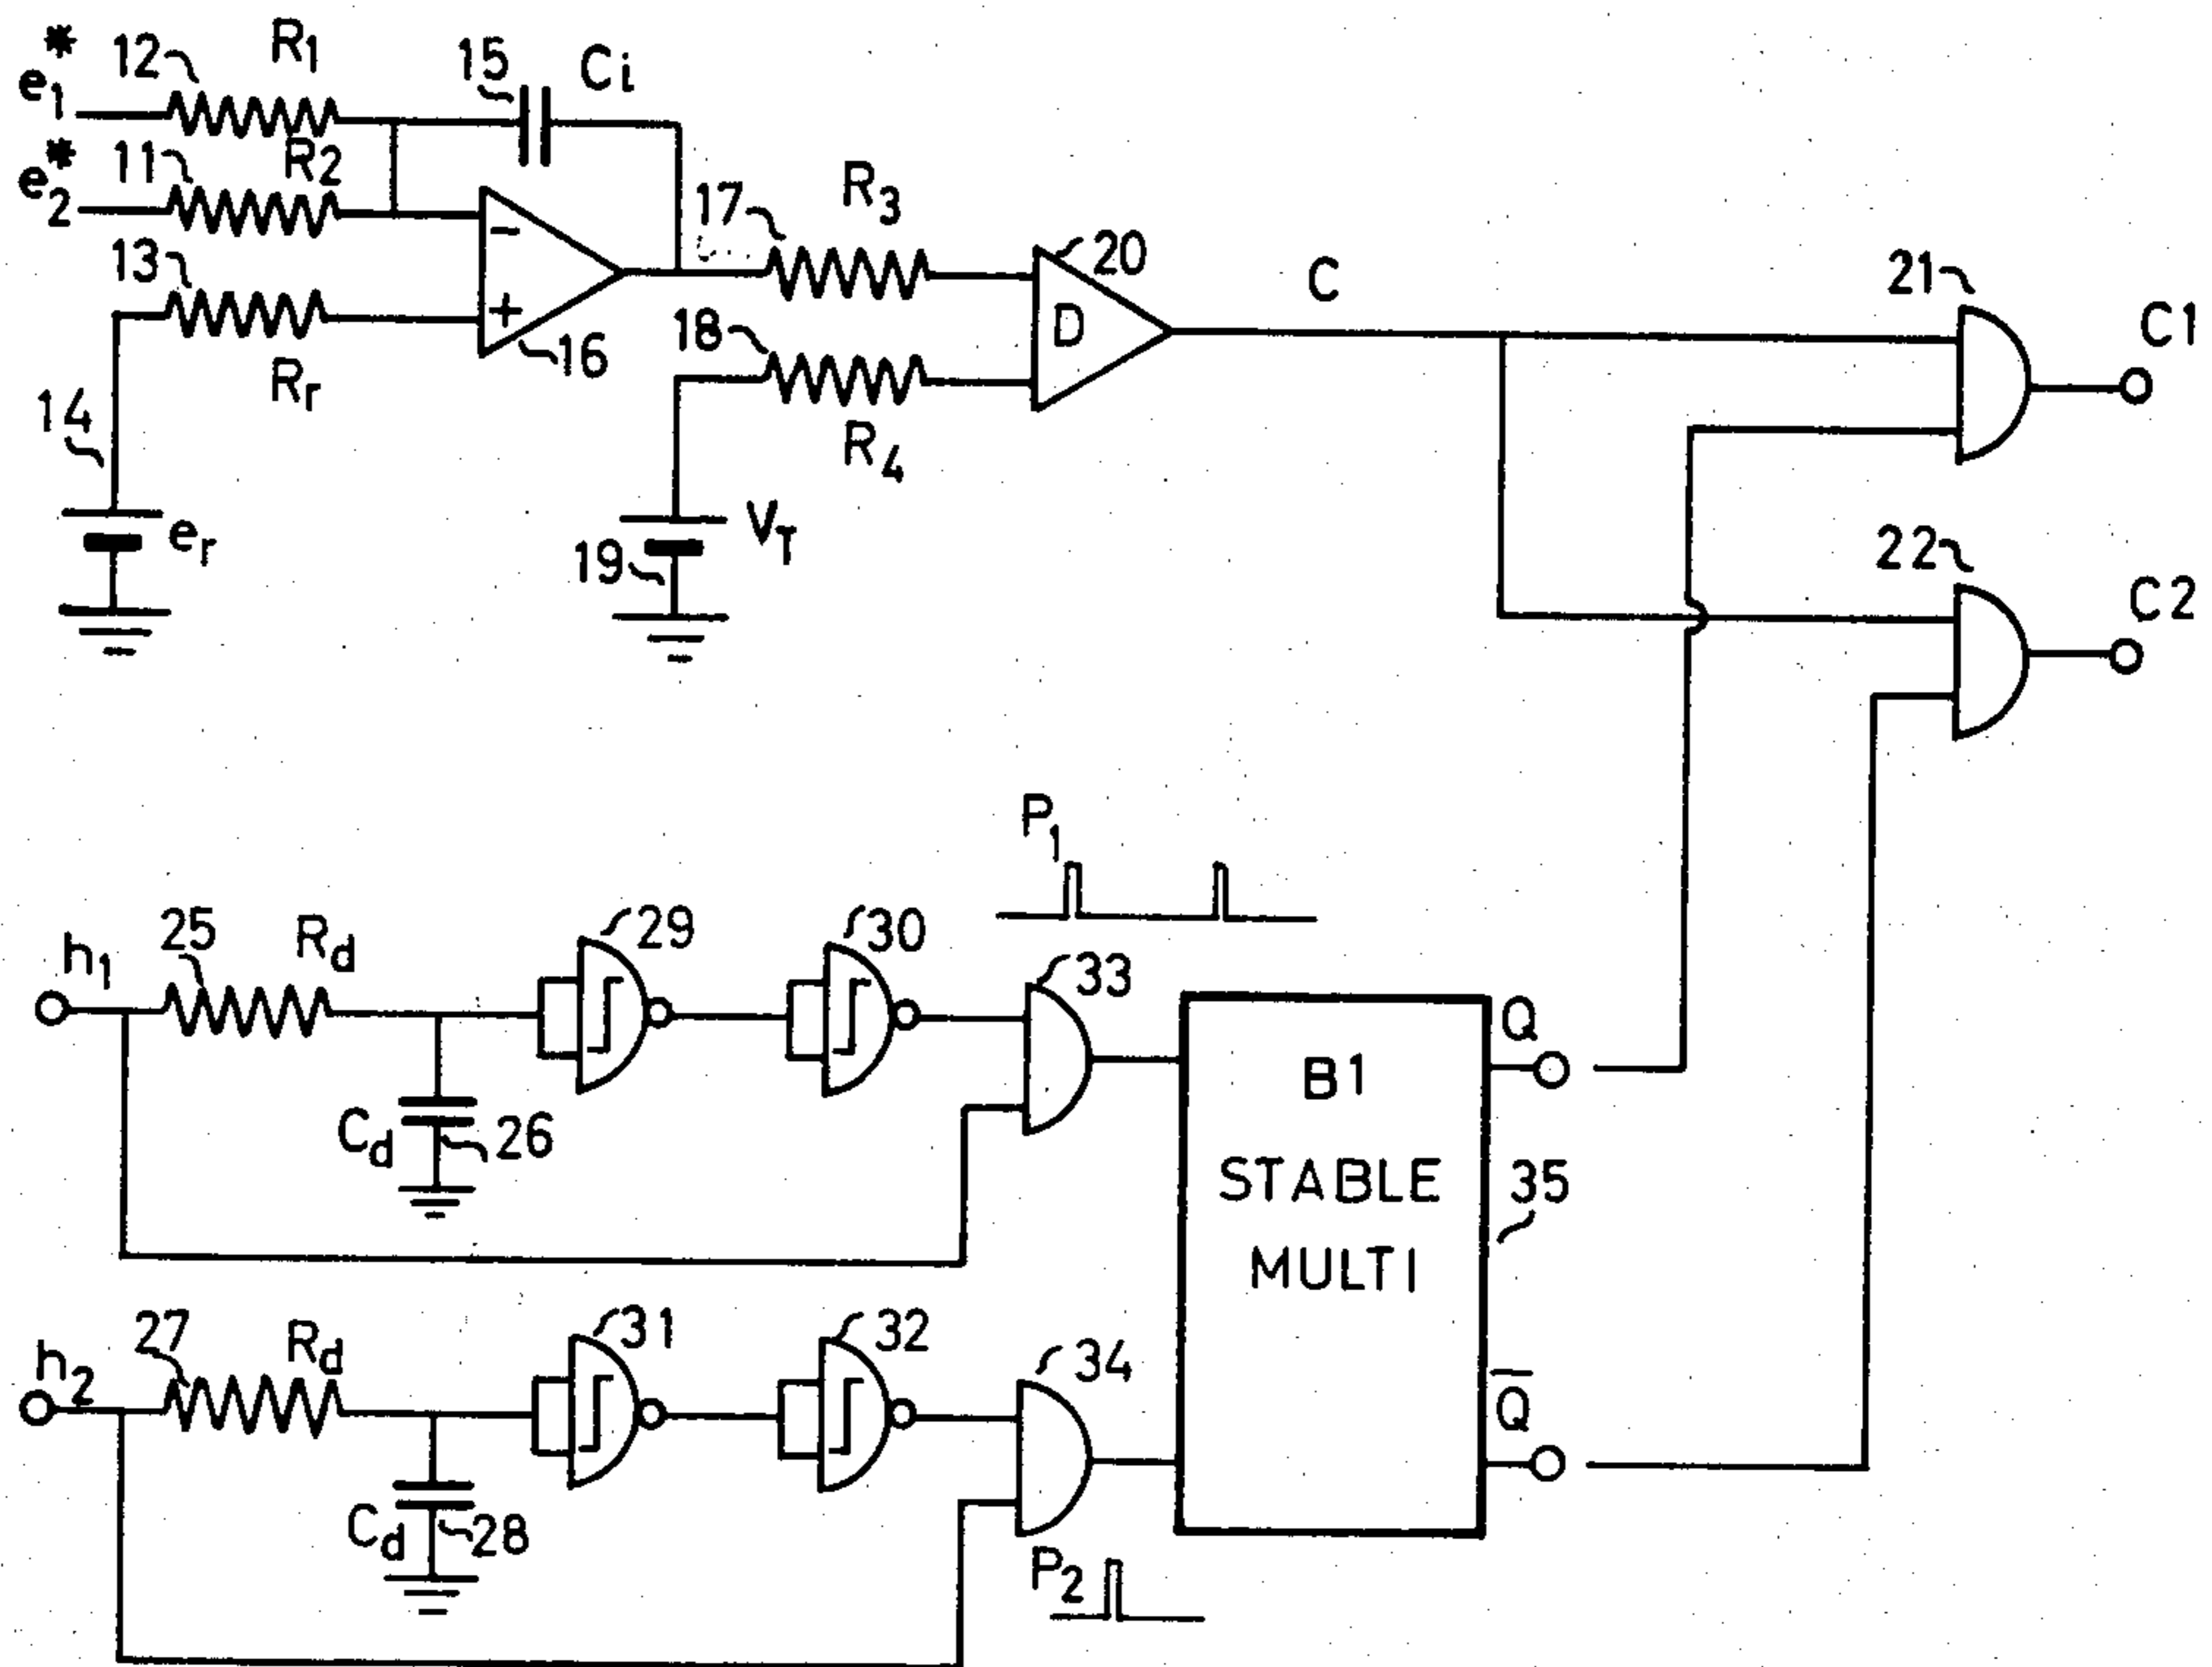 e1* 12 R1 15 Ci
e2* 11 R2
13 Rr - + 16
14 er
17 R3
18 R4
19 VT
D 20 C
21 C1
22 C2
P1
h1 25 Rd 29 30 33
Cd 26
B1
STABLE
MULTI
Q
35
Q̅
h2 27 Rd 31 32 34
Cd 28
P2